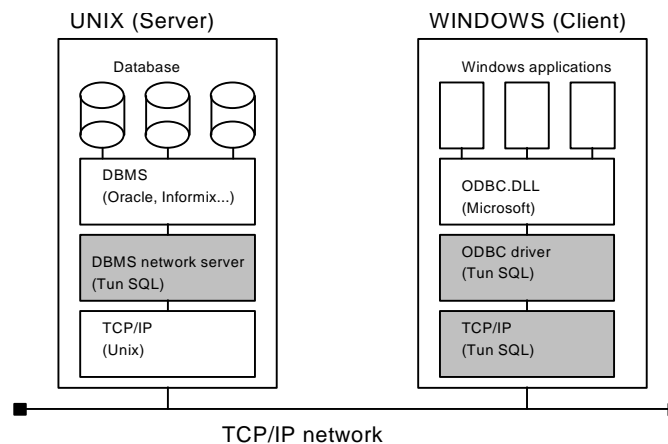 UNIX (Server)
Database
DBMS
(Oracle, Informix...)
DBMS network server
(Tun SQL)
TCP/IP
(Unix)
WINDOWS (Client)
Windows applications
ODBC.DLL
(Microsoft)
ODBC driver
(Tun SQL)
TCP/IP
(Tun SQL)
TCP/IP network